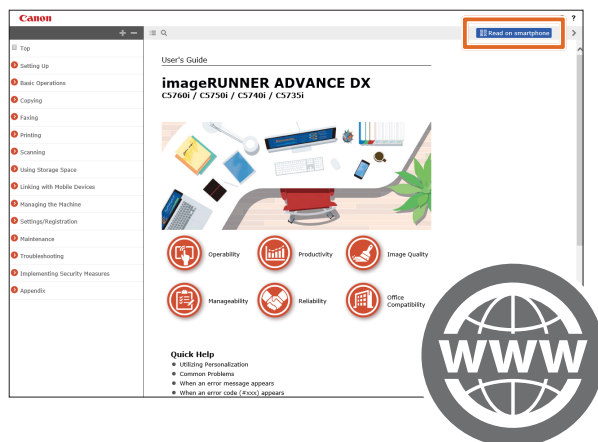 Canon
?
Read on smartphone
Top
Setting Up
Basic Operations
Copying
Faxing
Printing
Scanning
Using Storage Space
Linking with Mobile Devices
Managing the Machine
Settings/Registration
Maintenance
Troubleshooting
Implementing Security Measures
Appendix
User's Guide
imageRUNNER ADVANCE DX
C5760i / C5750i / C5740i / C5735i
Operability
Productivity
Image Quality
Manageability
Reliability
Office
Compatibility
Quick Help
Utilizing Personalization
Common Problems
When an error message appears
When an error code (#xxx) appears
WWW